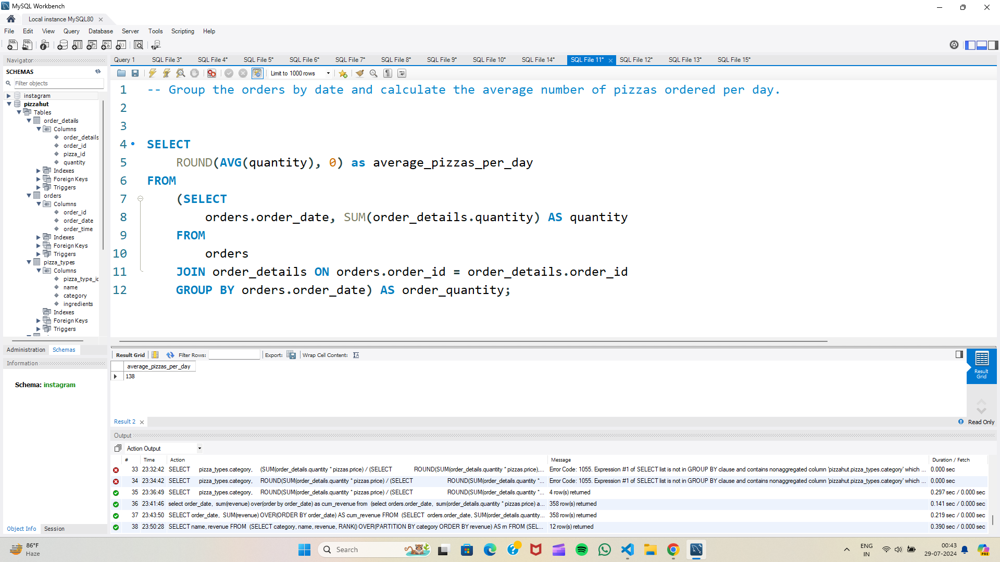 MySQL Workbench
Local instance MySQL80
File Edit View Query Database Server Tools Scripting Help
Navigator
SCHEMAS
Filter objects
instagram
pizzahut
Tables
order_details
Columns
order_details
order_id
pizza_id
quantity
Indexes
Foreign Keys
Triggers
orders
Columns
order_id
order_date
order_time
Indexes
Foreign Keys
Triggers
pizza_types
Columns
pizza_type_id
name
category
ingredients
Indexes
Foreign Keys
Triggers
Administration Schemas
Information
Schema: instagram
Object Info Session
Query 1 SQL File 3* SQL File 4* SQL File 5* SQL File 6* SQL File 7* SQL File 8* SQL File 9* SQL File 10* SQL File 14* SQL File 11* SQL File 12* SQL File 13* SQL File 15*
Limit to 1000 rows
1 -- Group the orders by date and calculate the average number of pizzas ordered per day.
2
3
4 SELECT
5 ROUND(AVG(quantity), 0) as average_pizzas_per_day
6 FROM
7 (SELECT
8 orders.order_date, SUM(order_details.quantity) AS quantity
9 FROM
10 orders
11 JOIN order_details ON orders.order_id = order_details.order_id
12 GROUP BY orders.order_date) AS order_quantity;
Result Grid Filter Rows: Export: Wrap Cell Content:
average_pizzas_per_day
138
Result Grid
Result 2
Read Only
Output
Action Output
# Time Action Message Duration / Fetch
33 23:32:42 SELECT pizza_types.category, (SUM(order_details.quantity * pizzas.price) / (SELECT ROUND(SUM(order_details.quantity * pizzas.price),... Error Code: 1055. Expression #1 of SELECT list is not in GROUP BY clause and contains nonaggregated column 'pizzahut.pizza_types.category' which ... 0.000 sec
34 23:34:42 SELECT pizza_types.category, ROUND(SUM(order_details.quantity * pizzas.price) / (SELECT ROUND(SUM(order_details.quantity *... Error Code: 1055. Expression #1 of SELECT list is not in GROUP BY clause and contains nonaggregated column 'pizzahut.pizza_types.category' which ... 0.000 sec
35 23:36:49 SELECT pizza_types.category, ROUND(SUM(order_details.quantity * pizzas.price) / (SELECT ROUND(SUM(order_details.quantity *... 4 row(s) returned 0.297 sec / 0.000 sec
36 23:41:46 select order_date, sum(revenue) over(order by order_date) as cum_revenue from (select orders.order_date, sum(order_details.quantity * pizzas.price) a... 358 row(s) returned 0.141 sec / 0.000 sec
37 23:43:50 SELECT order_date, SUM(revenue) OVER(ORDER BY order_date) AS cum_revenue FROM (SELECT orders.order_date, SUM(order_details.quantity... 358 row(s) returned 0.219 sec / 0.000 sec
38 23:50:28 SELECT name, revenue FROM (SELECT category, name, revenue, RANK() OVER(PARTITION BY category ORDER BY revenue) AS rn FROM (SEL... 12 row(s) returned 0.390 sec / 0.000 sec
86°F
Haze
Search
ENG
IN
00:43
29-07-2024
PRE